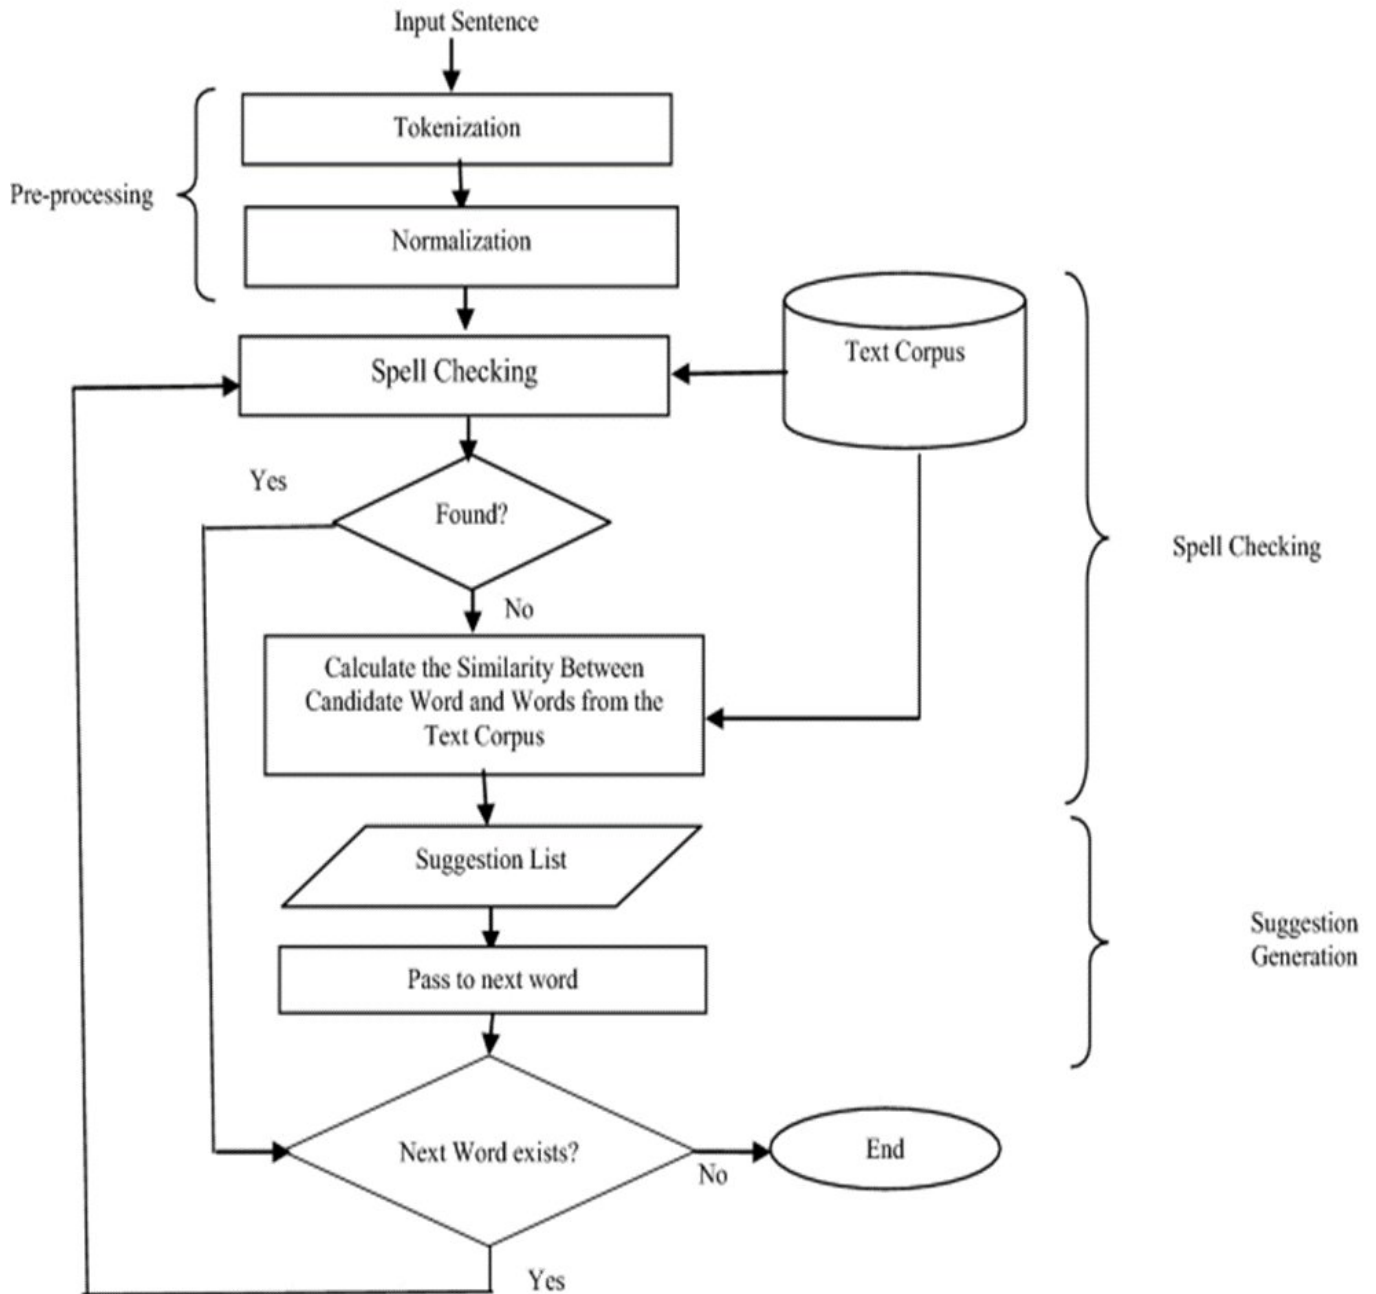 Input Sentence
Tokenization
Pre-processing
Normalization
Text Corpus
Spell Checking
Yes
Found?
Spell Checking
No
Calculate the Similarity Between
Candidate Word and Words from the
Text Corpus
Suggestion List
Suggestion
Generation
Pass to next word
Next Word exists?
End
No
Yes